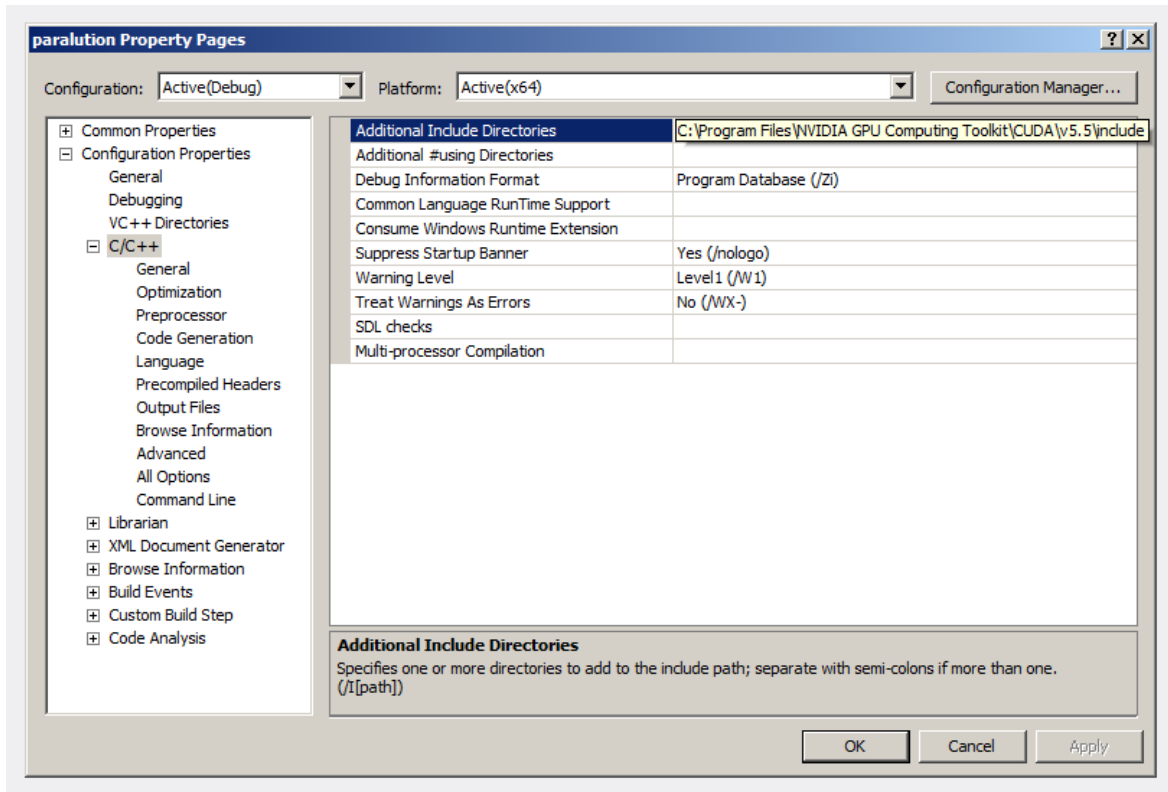 paralution Property Pages
Configuration: Active(Debug) Platform: Active(x64) Configuration Manager...
Common Properties
Configuration Properties
General
Debugging
VC++ Directories
C/C++
General
Optimization
Preprocessor
Code Generation
Language
Precompiled Headers
Output Files
Browse Information
Advanced
All Options
Command Line
Librarian
XML Document Generator
Browse Information
Build Events
Custom Build Step
Code Analysis
Additional Include Directories C:\Program Files\NVIDIA GPU Computing Toolkit\CUDA\v5.5\include
Additional #using Directories
Debug Information Format Program Database (/Zi)
Common Language RunTime Support
Consume Windows Runtime Extension
Suppress Startup Banner Yes (/nologo)
Warning Level Level1 (/W1)
Treat Warnings As Errors No (/WX-)
SDL checks
Multi-processor Compilation
Additional Include Directories
Specifies one or more directories to add to the include path; separate with semi-colons if more than one.
(/I[path])
OK Cancel Apply